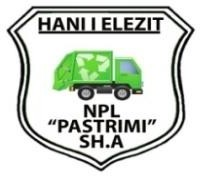 HANI I ELEZIT
NPL
"PASTRIMI"
SH.A